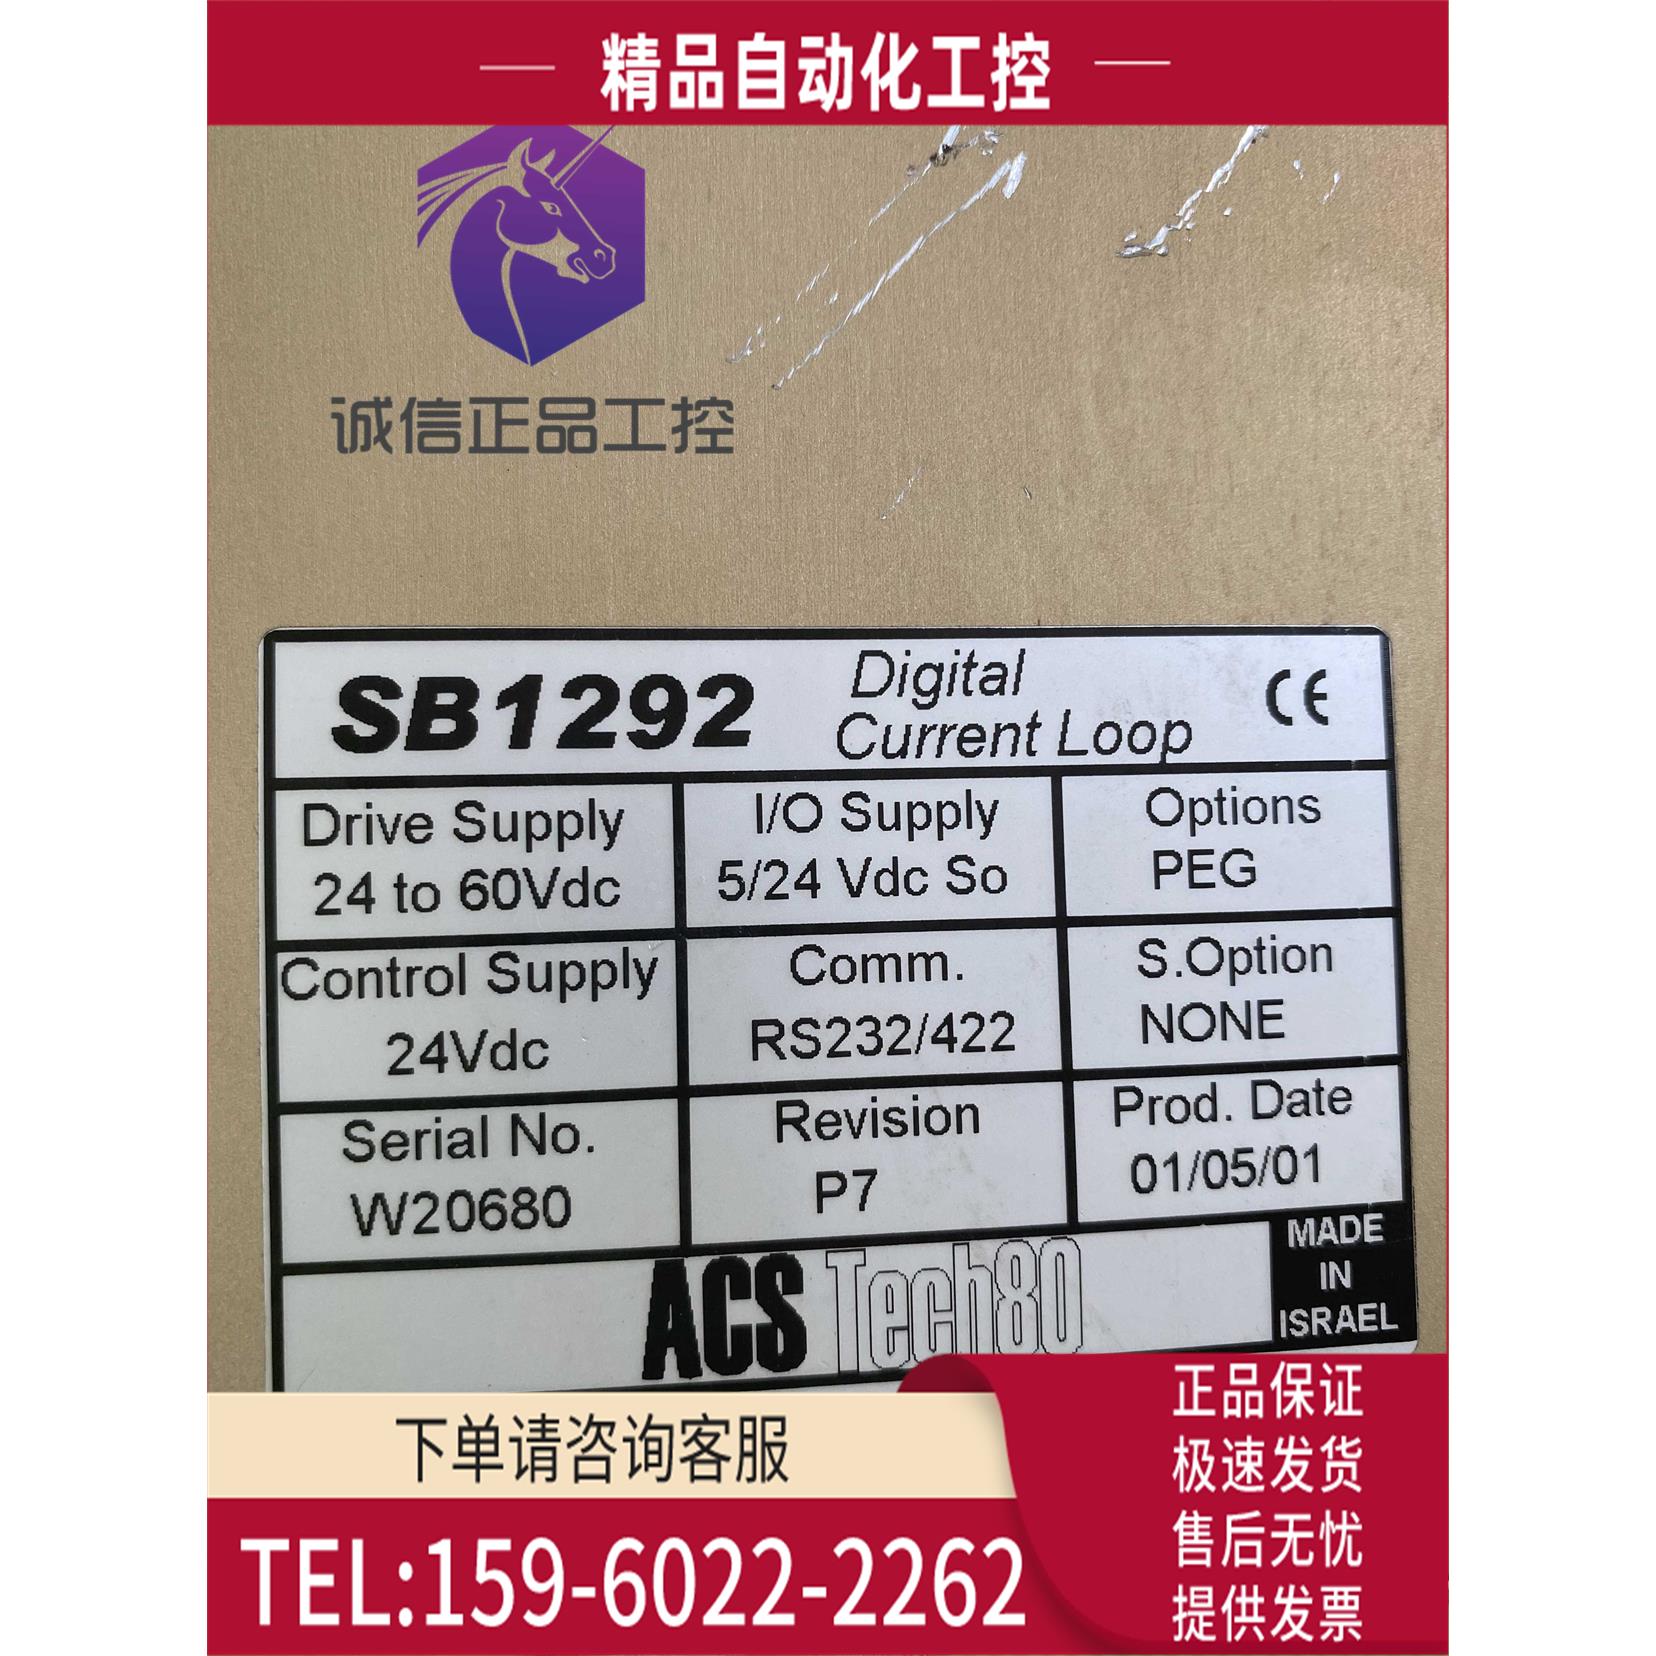 精品自动化工控
诚信正品工控
SB1292
Digital
Current Loop
CE
Drive Supply
24 to 60Vdc
I/O Supply
5/24 Vdc So
Options
PEG
Control Supply
24Vdc
Comm.
RS232/422
S.Option
NONE
Serial No.
W20680
Revision
P7
Prod. Date
01/05/01
ACS Tech80
MADE
IN
ISRAEL
下单请咨询客服
TEL:159-6022-2262
正品保证
极速发货
售后无忧
提供发票